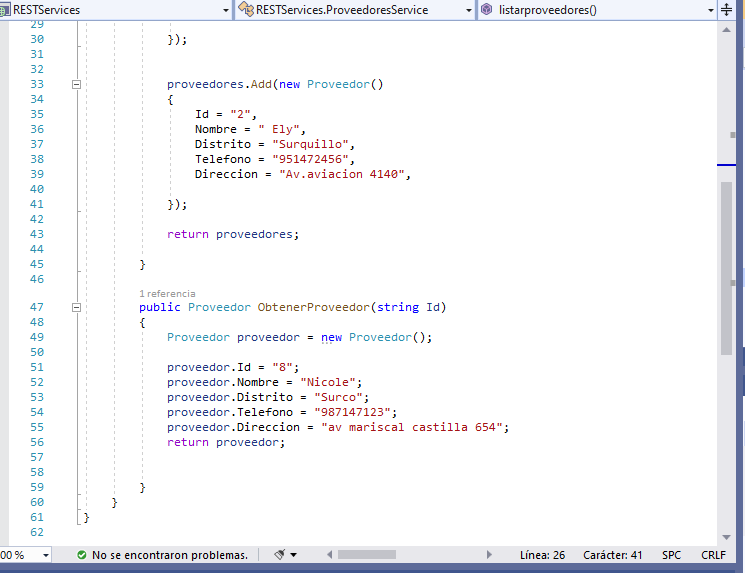 RESTServices RESTServices.ProveedoresService listarproveedores()
29
30 });
31
32
33 proveedores.Add(new Proveedor()
34 {
35 Id = "2",
36 Nombre = " Ely",
37 Distrito = "Surquillo",
38 Telefono = "951472456",
39 Direccion = "Av.aviacion 4140",
40
41 });
42
43 return proveedores;
44
45 }
46
1 referencia
47 public Proveedor ObtenerProveedor(string Id)
48 {
49 Proveedor proveedor = new Proveedor();
50
51 proveedor.Id = "8";
52 proveedor.Nombre = "Nicole";
53 proveedor.Distrito = "Surco";
54 proveedor.Telefono = "987147123";
55 proveedor.Direccion = "av mariscal castilla 654";
56 return proveedor;
57
58
59 }
60 }
61 }
62
00 % No se encontraron problemas. Línea: 26 Carácter: 41 SPC CRLF